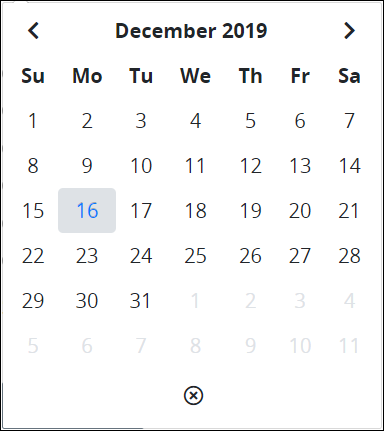 December 2019
Su Mo Tu We Th Fr Sa
1 2 3 4 5 6 7
8 9 10 11 12 13 14
15 16 17 18 19 20 21
22 23 24 25 26 27 28
29 30 31 1 2 3 4
5 6 7 8 9 10 11